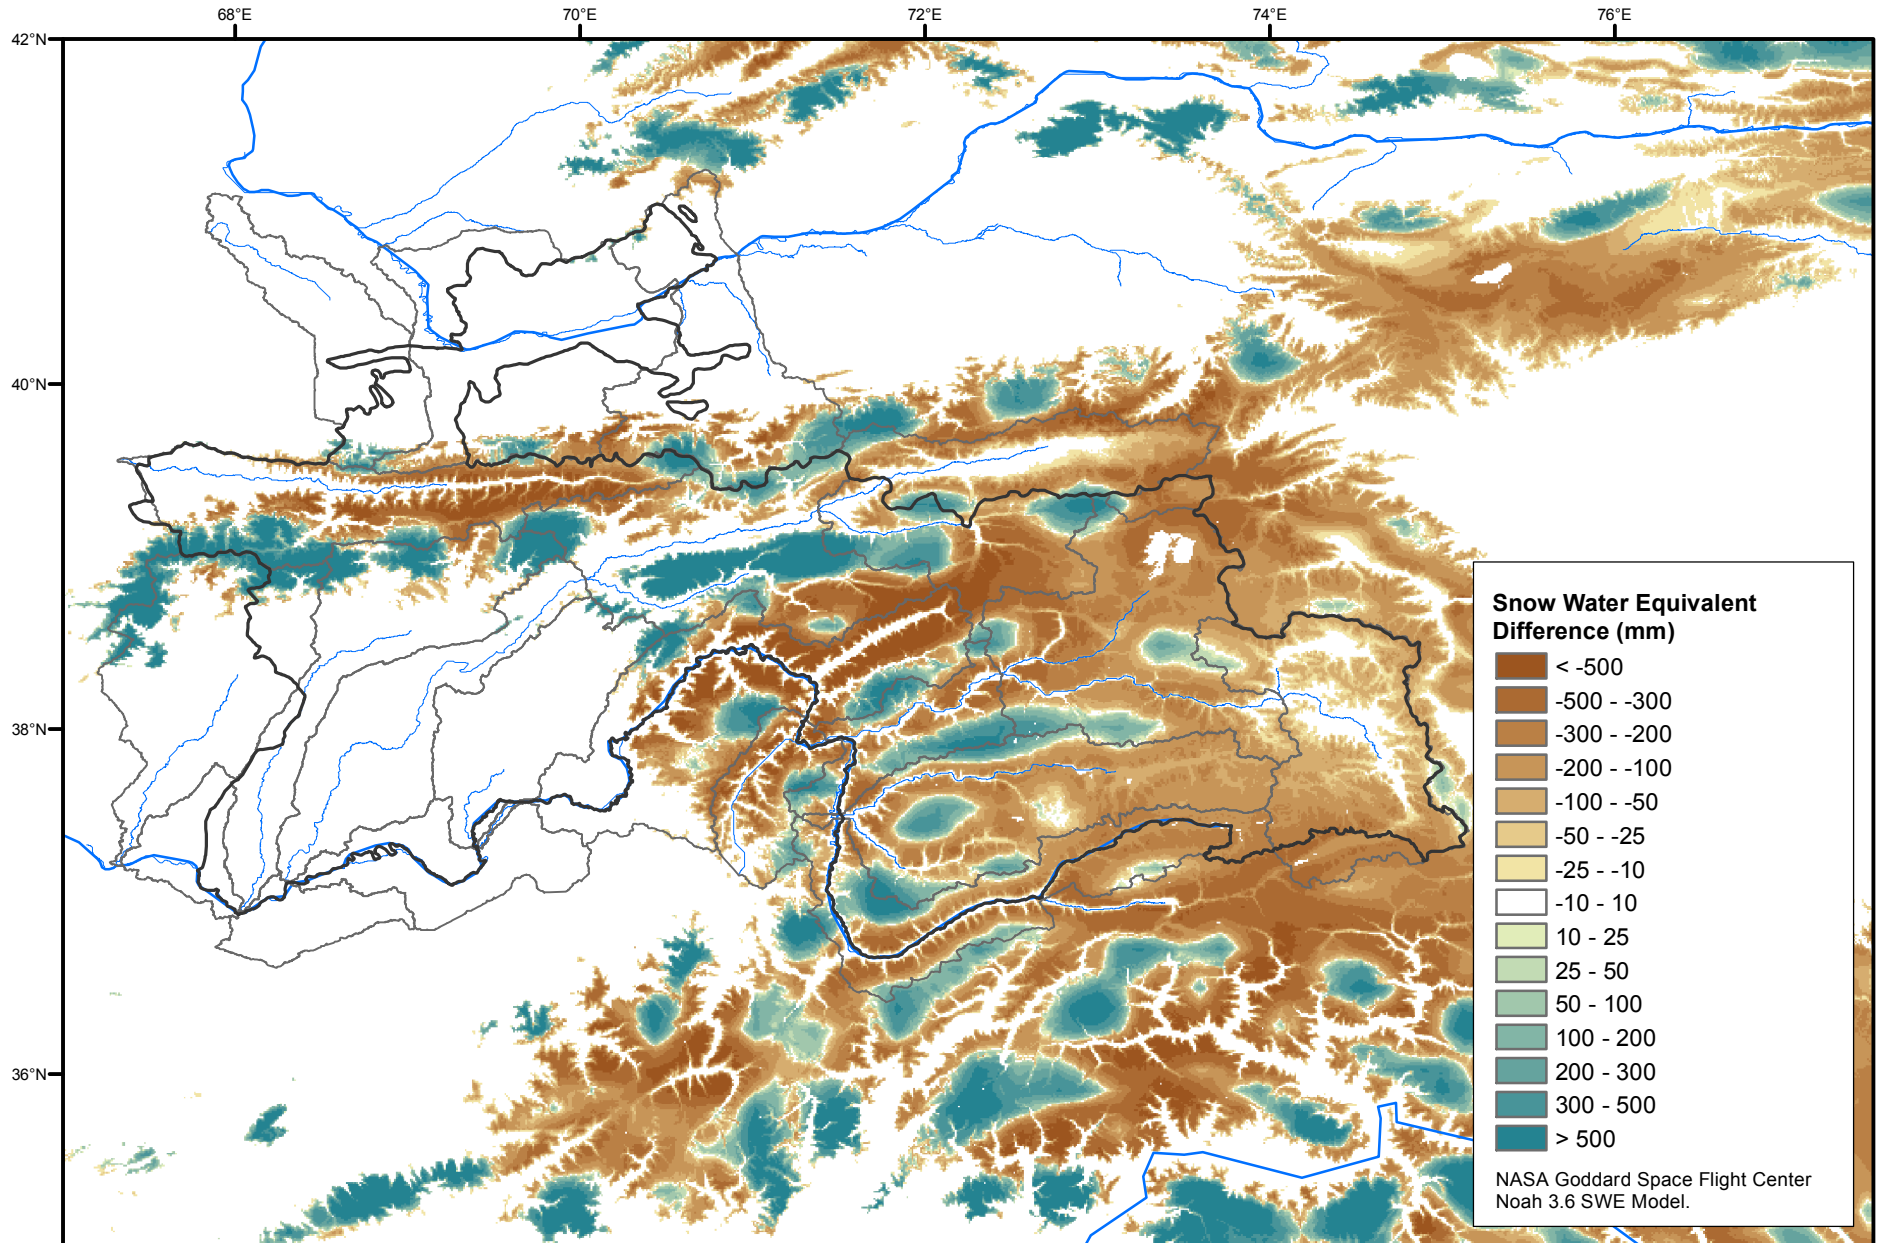 68°E
70°E
72°E
74°E
76°E
42°N
40°N
38°N
36°N
Snow Water Equivalent
Difference (mm)
< -500
-500 - -300
-300 - -200
-200 - -100
-100 - -50
-50 - -25
-25 - -10
-10 - 10
10 - 25
25 - 50
50 - 100
100 - 200
200 - 300
300 - 500
> 500
NASA Goddard Space Flight Center
Noah 3.6 SWE Model.